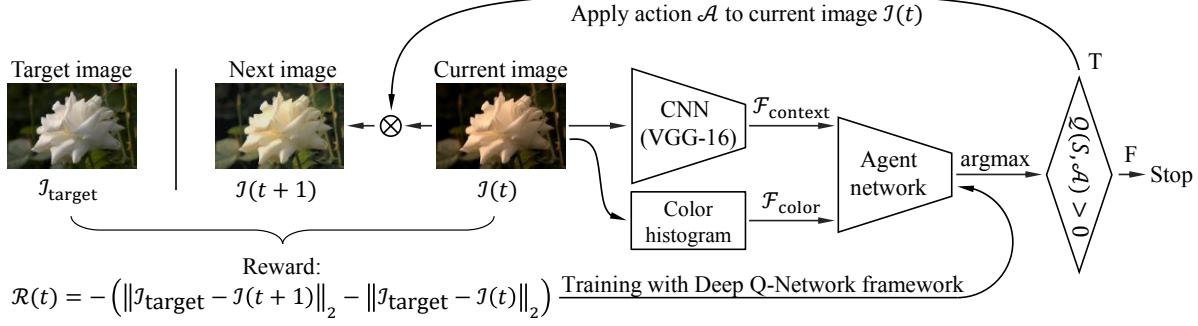 Apply action 𝒜 to current image ℐ(t)
Target image
Next image
Current image
T
CNN
(VGG-16)
ℱcontext
Agent
network
argmax
Q(S,𝒜) > 0
F
Stop
ℐtarget
ℐ(t + 1)
ℐ(t)
Color
histogram
ℱcolor
Reward:
ℛ(t) = − (‖ℐtarget − ℐ(t + 1)‖₂ − ‖ℐtarget − ℐ(t)‖₂)
Training with Deep Q-Network framework